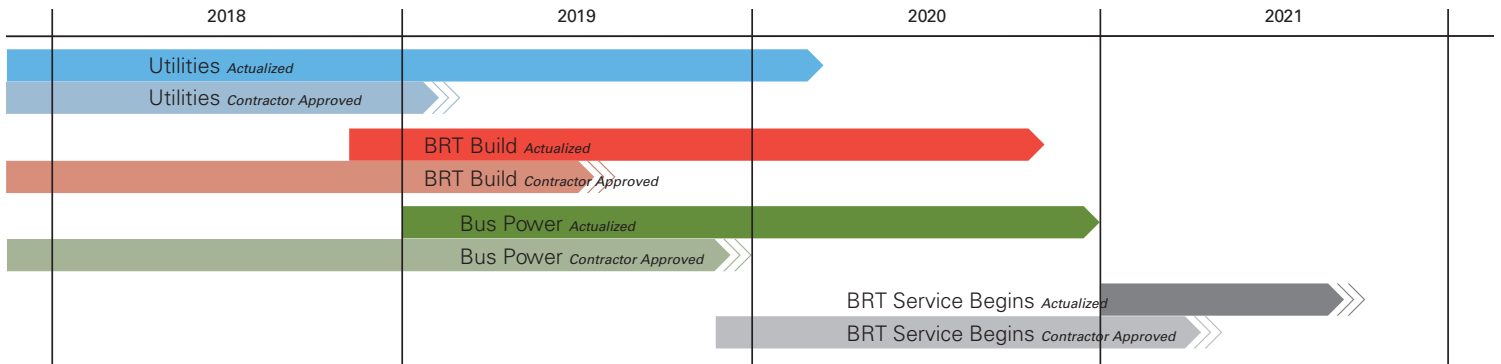 2018 2019 2020 2021
Utilities Actualized
Utilities Contractor Approved
BRT Build Actualized
BRT Build Contractor Approved
Bus Power Actualized
Bus Power Contractor Approved
BRT Service Begins Actualized
BRT Service Begins Contractor Approved